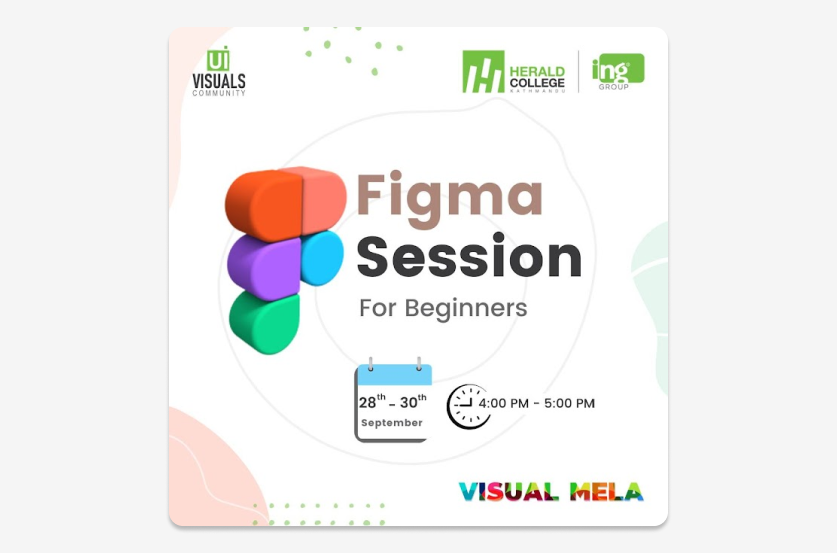 ui
VISUALS
COMMUNITY
HERALD
COLLEGE
KATHMANDU
ing
GROUP
Figma
Session
For Beginners
28th - 30th
September
4:00 PM - 5:00 PM
VISUAL MELA